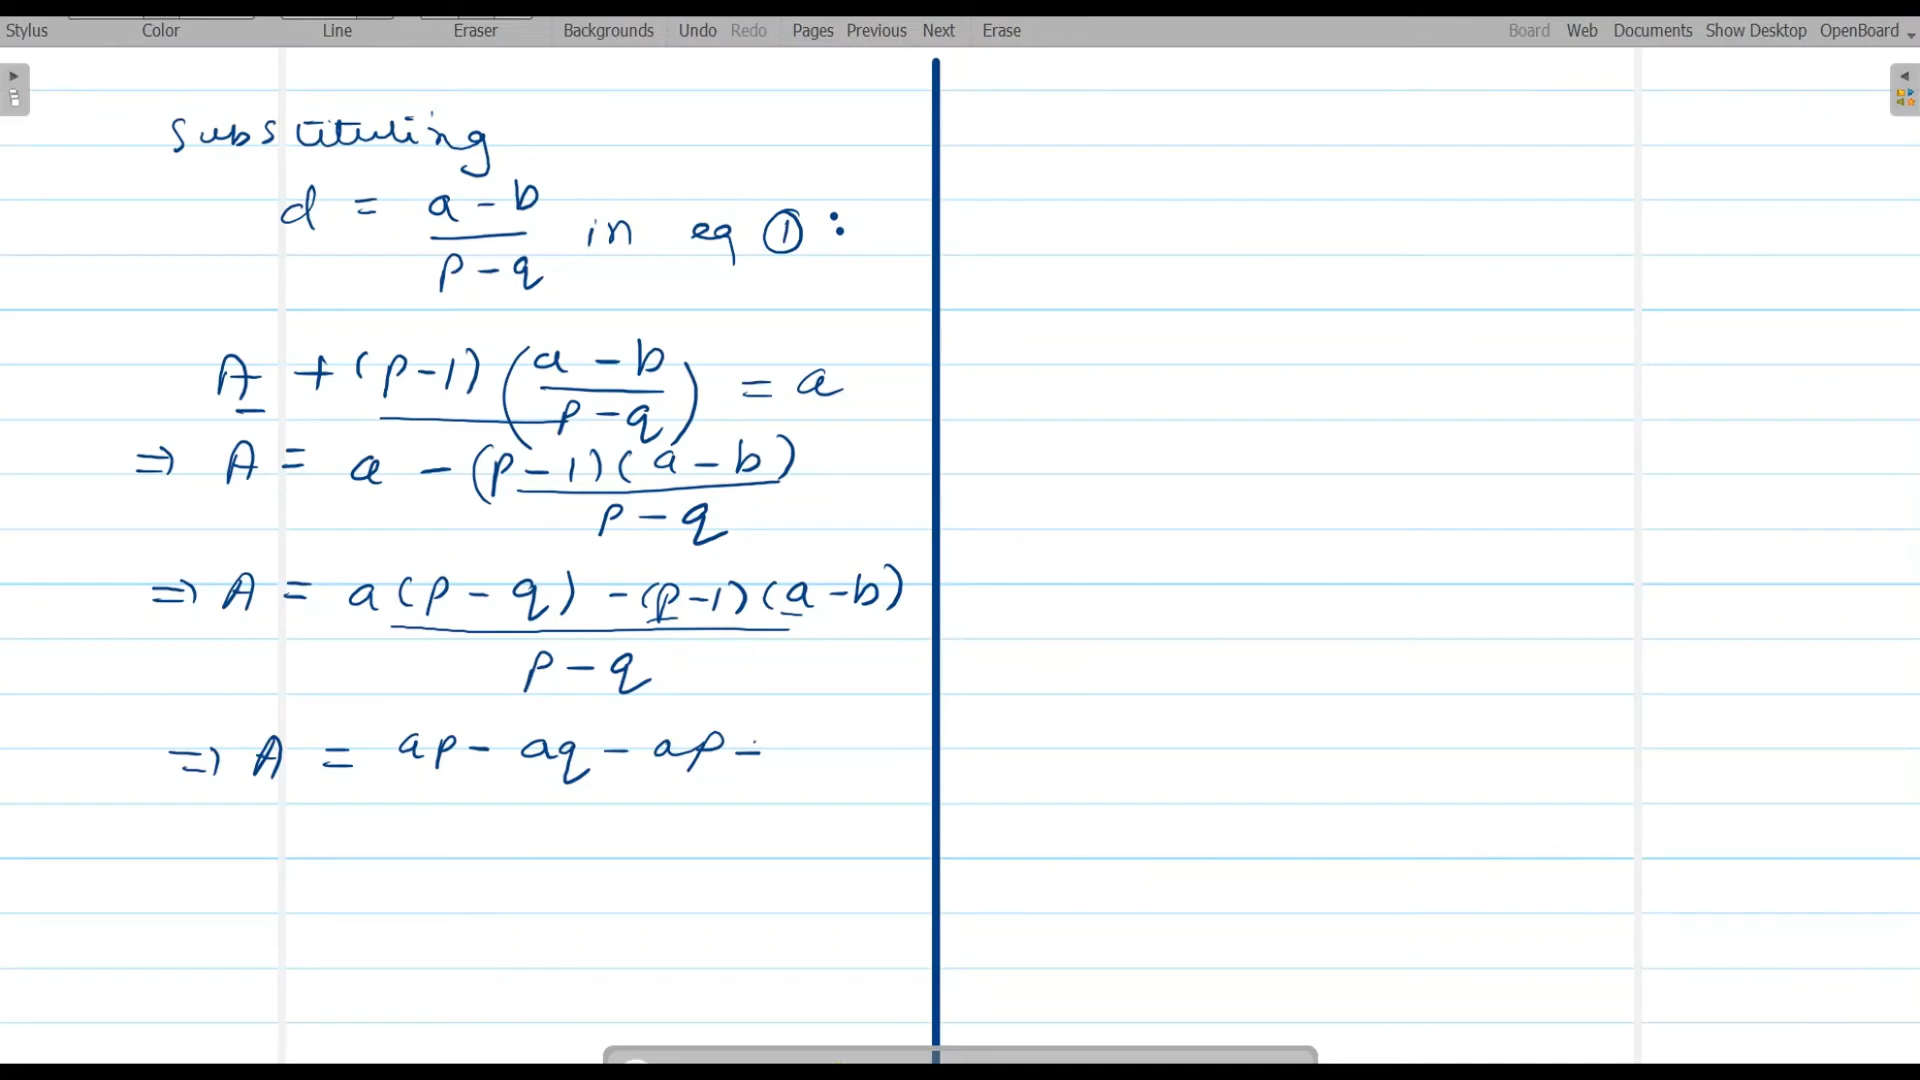 Stylus Color Line Eraser Backgrounds Undo Redo Pages Previous Next Erase Board Web Documents Show Desktop OpenBoard
Substituting
d = a - b
p - q
in eq ① :
A + (p-1) (a - b / p - q) = a
⇒ A = a - (p - 1)(a - b)
p - q
⇒ A = a(p - q) - (p-1)(a-b)
p - q
⇒ A = ap - aq - ap -